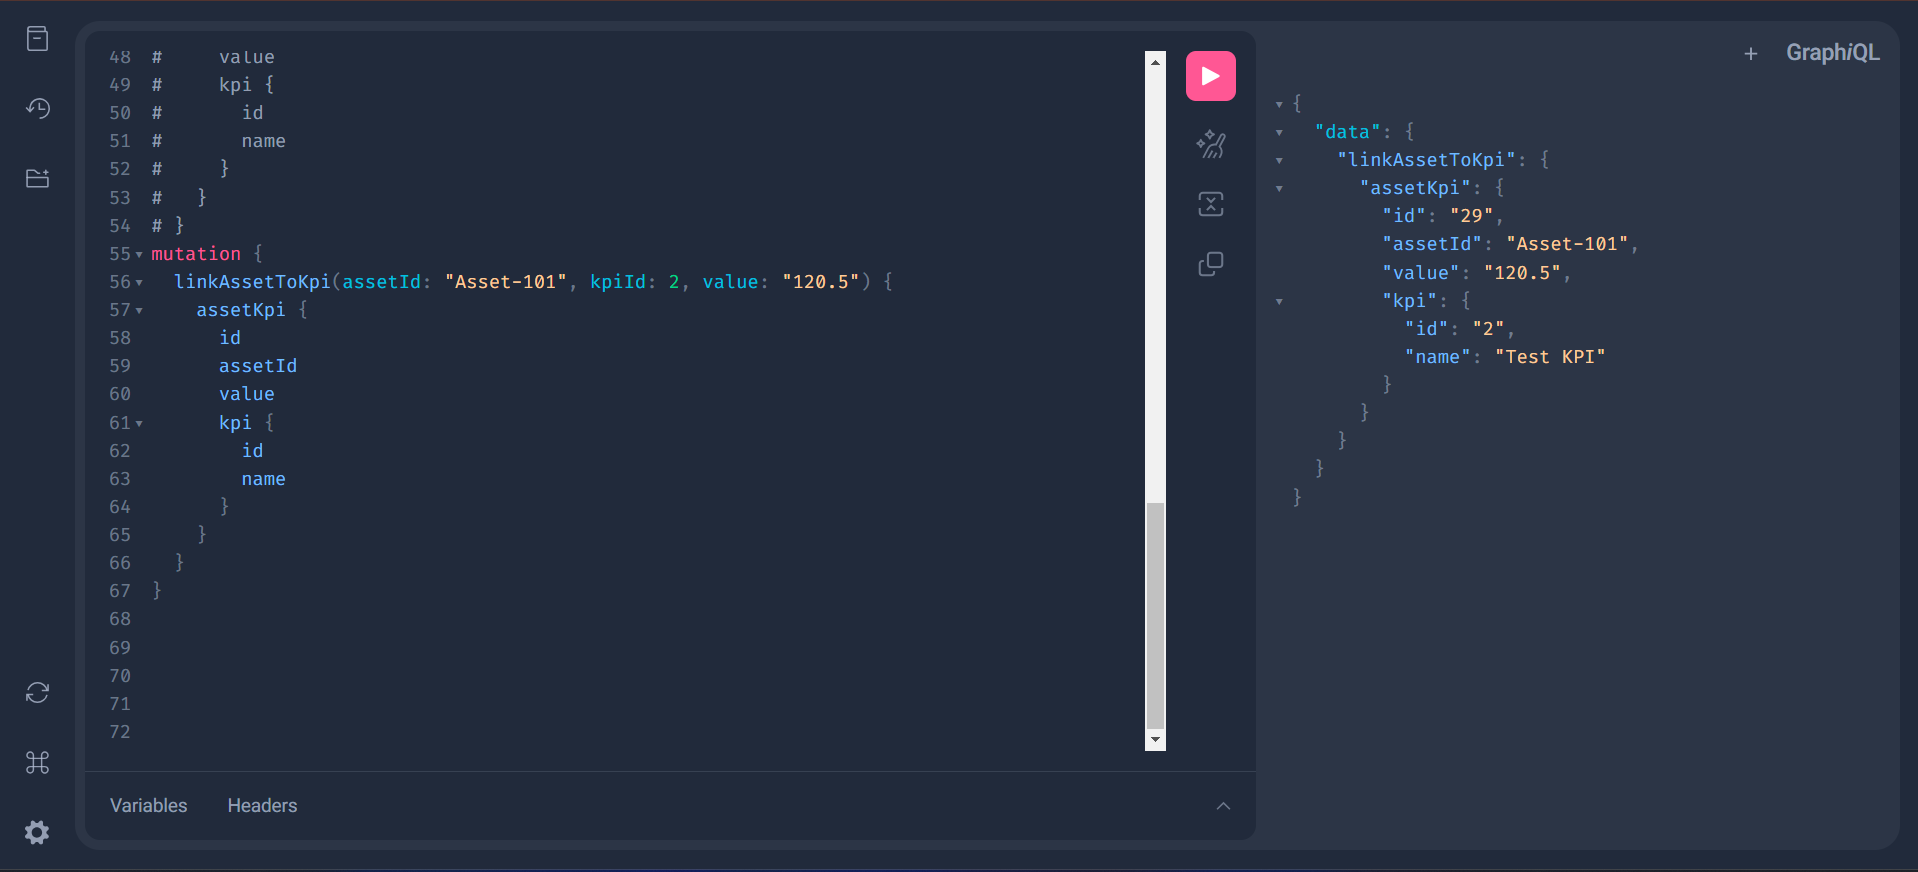 48 #     value
49 #     kpi {
50 #       id
51 #       name
52 #     }
53 #   }
54 # }
55 mutation {
56   linkAssetToKpi(assetId: "Asset-101", kpiId: 2, value: "120.5") {
57     assetKpi {
58       id
59       assetId
60       value
61       kpi {
62         id
63         name
64       }
65     }
66   }
67 }
68
69
70
71
72
Variables Headers
+ GraphiQL
{
  "data": {
    "linkAssetToKpi": {
      "assetKpi": {
        "id": "29",
        "assetId": "Asset-101",
        "value": "120.5",
        "kpi": {
          "id": "2",
          "name": "Test KPI"
        }
      }
    }
  }
}